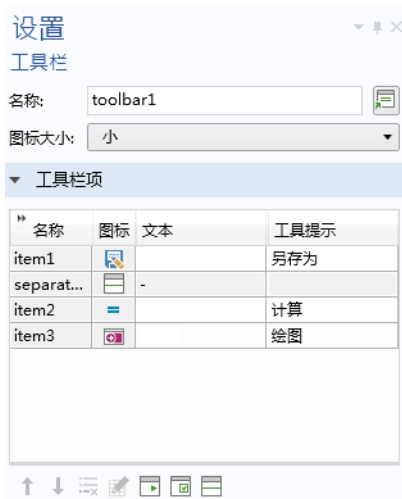 设置
工具栏
名称: toolbar1
图标大小: 小
工具栏项
名称 图标 文本 工具提示
item1 另存为
separat... -
item2 计算
item3 绘图